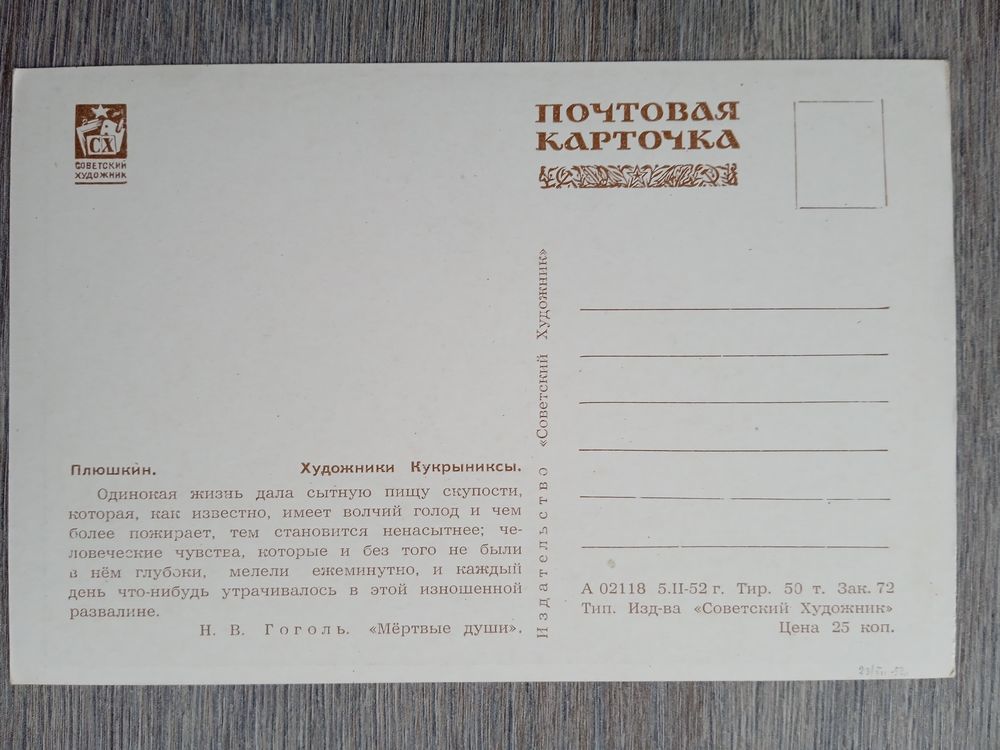 СХ
СОВЕТСКИЙ
ХУДОЖНИК
ПОЧТОВАЯ
КАРТОЧКА
Плюшкин. Художники Кукрыниксы.
Одинокая жизнь дала сытную пищу скупости,
которая, как известно, имеет волчий голод и чем
более пожирает, тем становится ненасытнее; че-
ловеческие чувства, которые и без того не были
в нём глубоки, мелели ежеминутно, и каждый
день что-нибудь утрачивалось в этой изношенной
развалине.
Н. В. Гоголь. «Мёртвые души».
Издательство «Советский Художник»
А 02118 5.II-52 г. Тир. 50 т. Зак. 72
Тип. Изд-ва «Советский Художник»
Цена 25 коп.